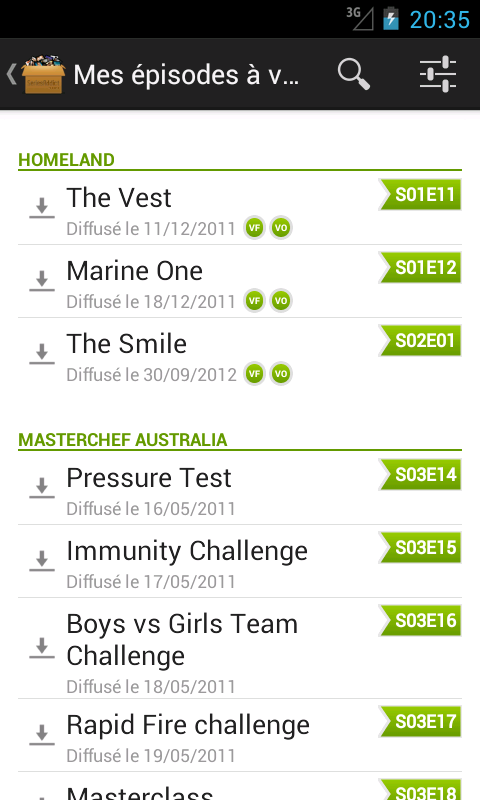 3G 20:35
Mes épisodes à v...
HOMELAND
The Vest S01E11
Diffusé le 11/12/2011 VF VO
Marine One S01E12
Diffusé le 18/12/2011 VF VO
The Smile S02E01
Diffusé le 30/09/2012 VF VO
MASTERCHEF AUSTRALIA
Pressure Test S03E14
Diffusé le 16/05/2011
Immunity Challenge S03E15
Diffusé le 17/05/2011
Boys vs Girls Team S03E16
Challenge
Diffusé le 18/05/2011
Rapid Fire challenge S03E17
Diffusé le 19/05/2011
Masterclass S03E18